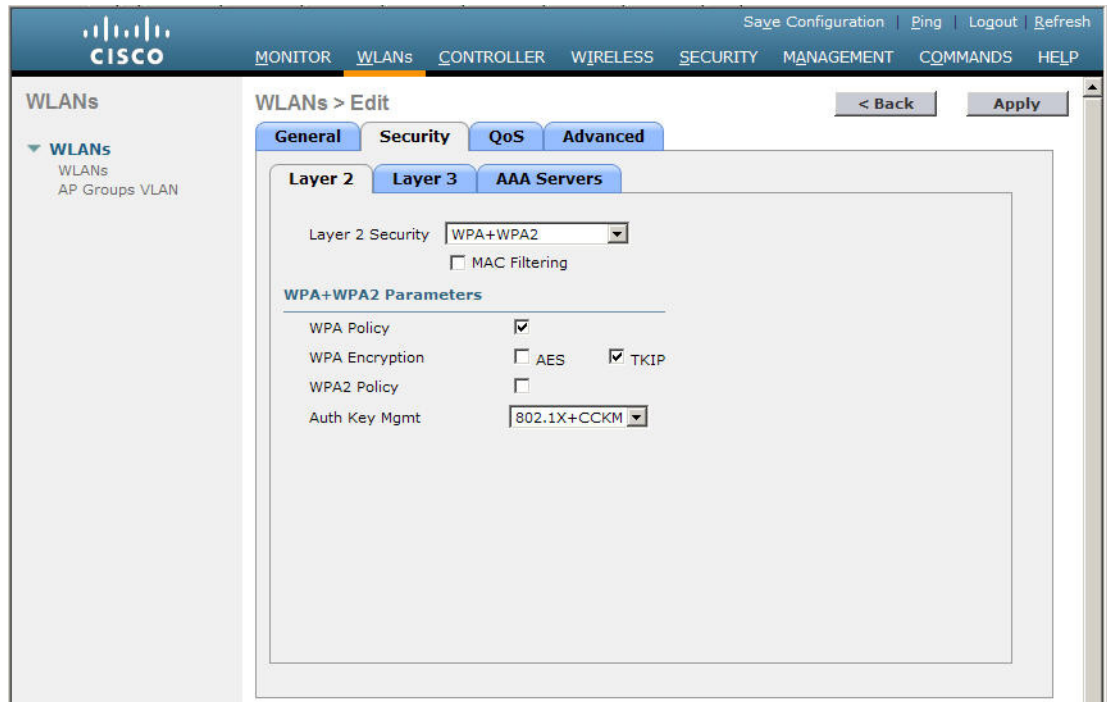 Save Configuration | Ping | Logout | Refresh
CISCO
MONITOR WLANs CONTROLLER WIRELESS SECURITY MANAGEMENT COMMANDS HELP
WLANs
WLANs
WLANs
AP Groups VLAN
WLANs > Edit
< Back
Apply
General Security QoS Advanced
Layer 2 Layer 3 AAA Servers
Layer 2 Security WPA+WPA2
MAC Filtering
WPA+WPA2 Parameters
WPA Policy
WPA Encryption AES TKIP
WPA2 Policy
Auth Key Mgmt 802.1X+CCKM